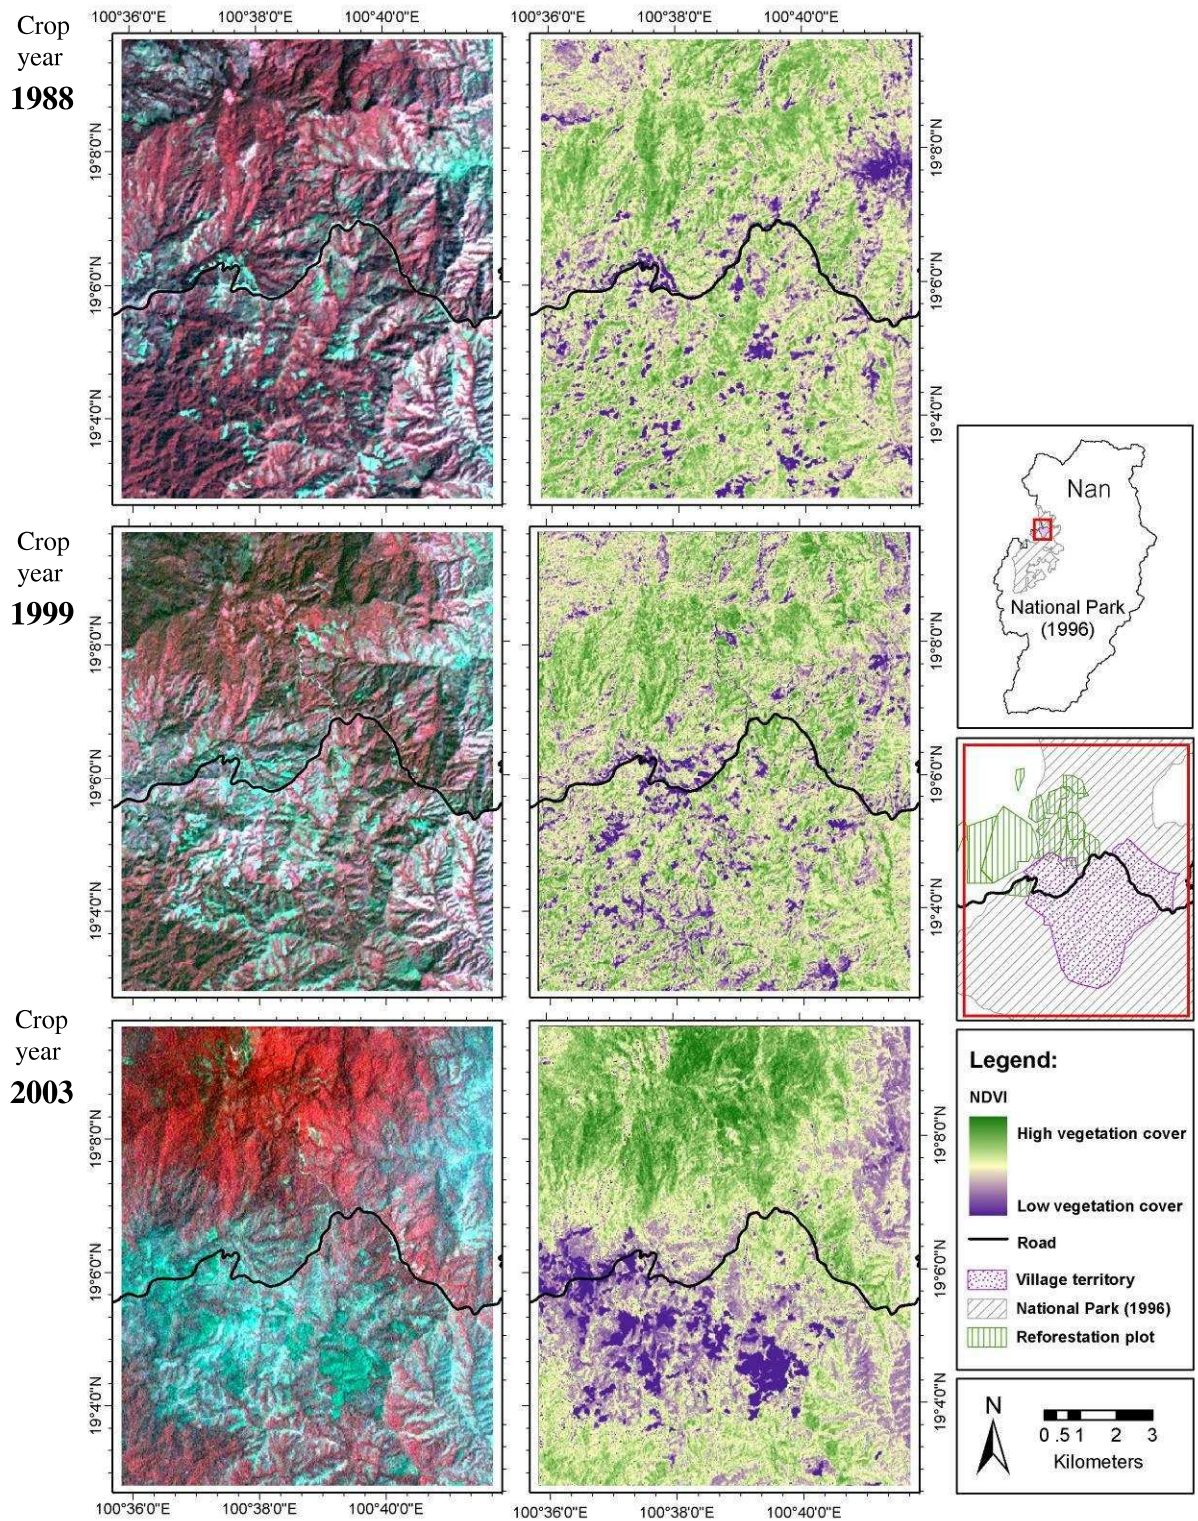 100°36'0"E 100°38'0"E 100°40'0"E 100°36'0"E 100°38'0"E 100°40'0"E
Crop
year
1988
19°8'0"N
19°6'0"N
19°4'0"N
19°8'0"N
19°6'0"N
19°4'0"N
Crop
year
1999
19°8'0"N
19°6'0"N
19°4'0"N
19°8'0"N
19°6'0"N
19°4'0"N
Crop
year
2003
19°8'0"N
19°6'0"N
19°4'0"N
19°8'0"N
19°6'0"N
19°4'0"N
100°36'0"E 100°38'0"E 100°40'0"E 100°36'0"E 100°38'0"E 100°40'0"E
Nan
National Park
(1996)
Legend:
NDVI
High vegetation cover
Low vegetation cover
Road
Village territory
National Park (1996)
Reforestation plot
N
0 .5 1 2 3
Kilometers